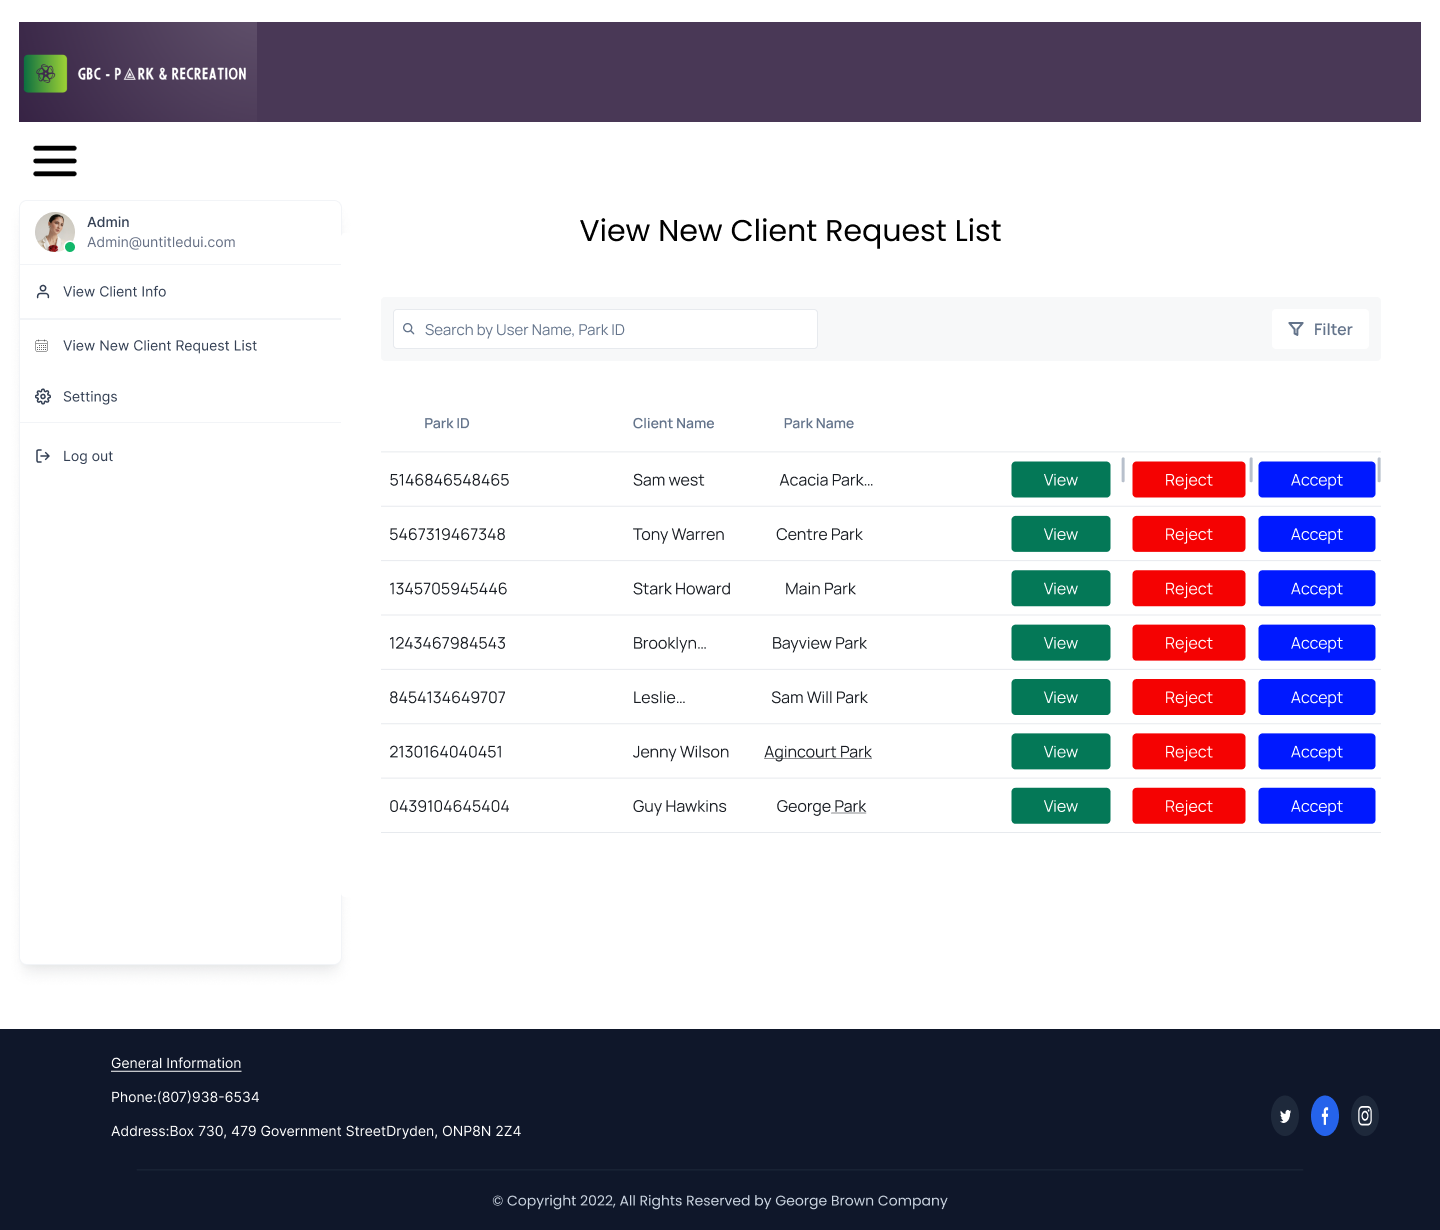 GBC - PARK & RECREATION
Admin
Admin@untitledui.com
View Client Info
View New Client Request List
Settings
Log out
View New Client Request List
Search by User Name, Park ID
Filter
Park ID Client Name Park Name
5146846548465 Sam west Acacia Park... View Reject Accept
5467319467348 Tony Warren Centre Park View Reject Accept
1345705945446 Stark Howard Main Park View Reject Accept
1243467984543 Brooklyn... Bayview Park View Reject Accept
8454134649707 Leslie... Sam Will Park View Reject Accept
2130164040451 Jenny Wilson Agincourt Park View Reject Accept
0439104645404 Guy Hawkins George Park View Reject Accept
General Information
Phone:(807)938-6534
Address:Box 730, 479 Government StreetDryden, ONP8N 2Z4
© Copyright 2022, All Rights Reserved by George Brown Company